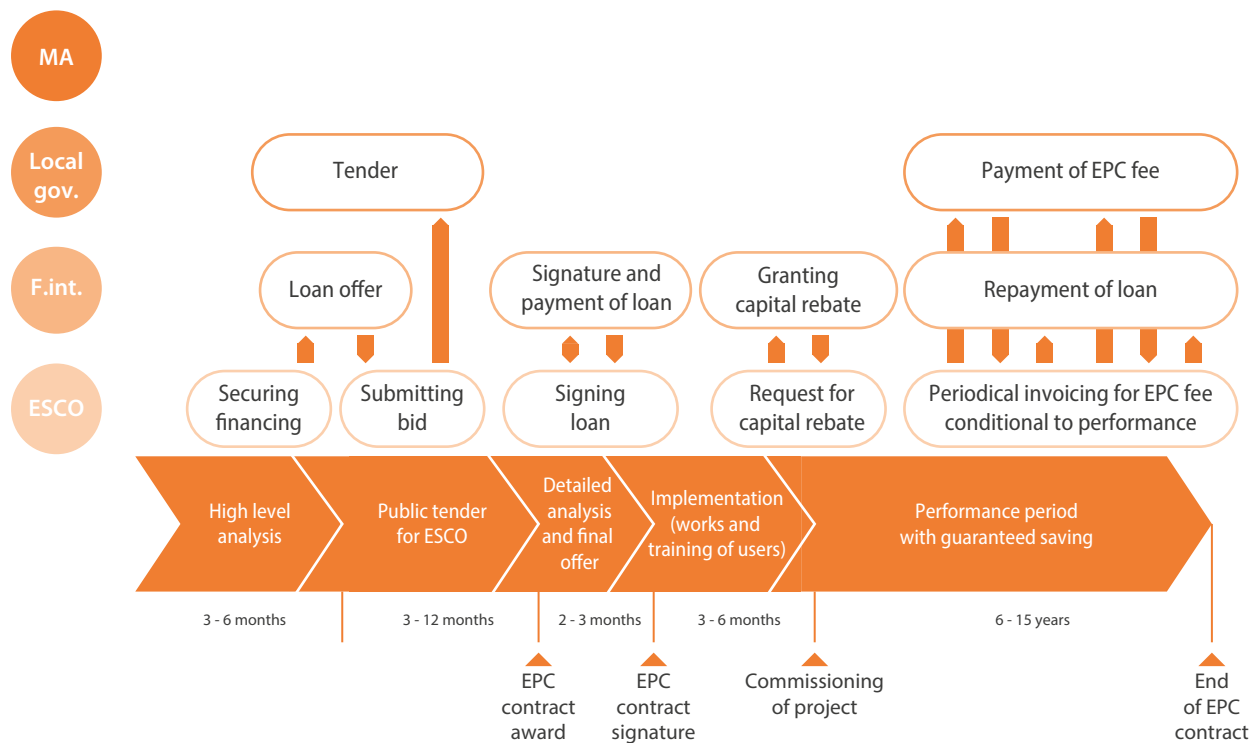 MA
Local
gov.
Tender
Payment of EPC fee
F.int.
Loan offer
Signature and
payment of loan
Granting
capital rebate
Repayment of loan
ESCO
Securing
financing
Submitting
bid
Signing
loan
Request for
capital rebate
Periodical invoicing for EPC fee
conditional to performance
High level
analysis
Public tender
for ESCO
Detailed
analysis
and final
offer
Implementation
(works and
training of users)
Performance period
with guaranteed saving
3 - 6 months
3 - 12 months
2 - 3 months
3 - 6 months
6 - 15 years
EPC
contract
award
EPC
contract
signature
Commissioning
of project
End
of EPC
contract